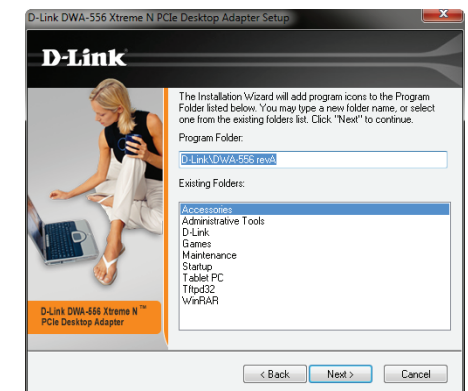 D-Link DWA-556 Xtreme N PCIe Desktop Adapter Setup
D-Link
The Installation Wizard will add program icons to the Program
Folder listed below. You may type a new folder name, or select
one from the existing folders list. Click "Next" to continue.
Program Folder:
D-Link\DWA-556 revA
Existing Folders:
Accessories
Administrative Tools
D-Link
Games
Maintenance
Startup
Tablet PC
Tftpd32
WinRAR
D-Link DWA-556 Xtreme N ™
PCIe Desktop Adapter
< Back
Next >
Cancel